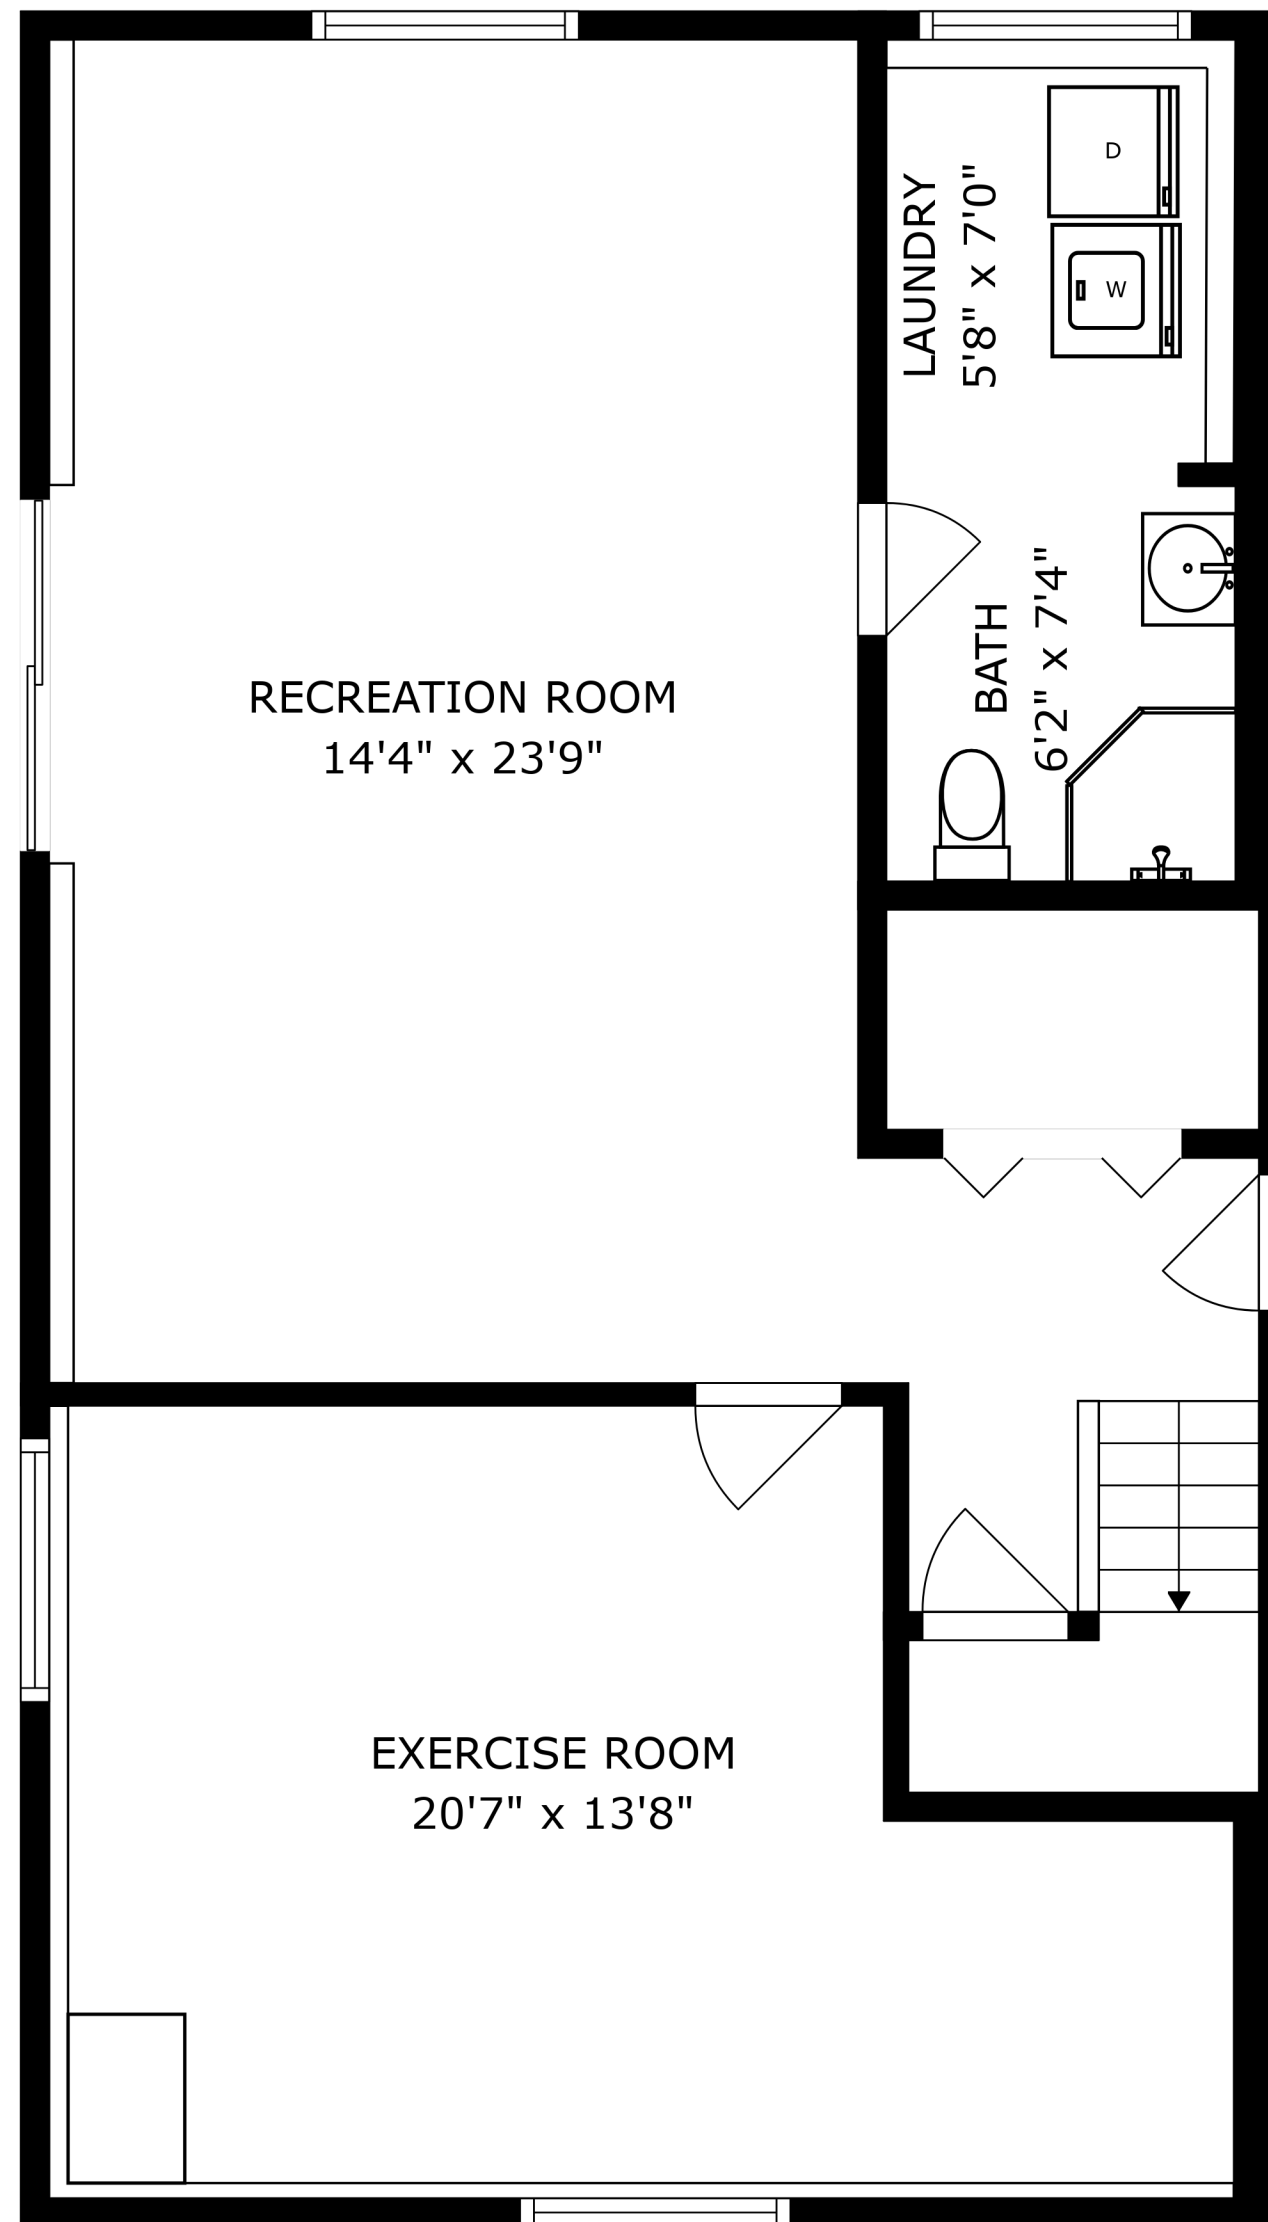 D
W
LAUNDRY
5'8" x 7'0"
BATH
6'2" x 7'4"
RECREATION ROOM
14'4" x 23'9"
EXERCISE ROOM
20'7" x 13'8"